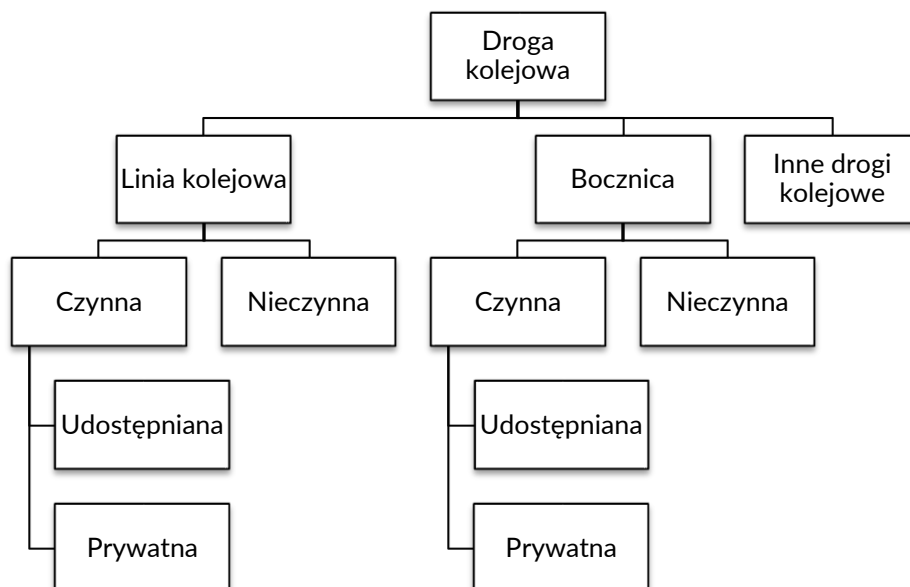 Droga
kolejowa
Linia kolejowa
Bocznica
Inne drogi
kolejowe
Czynna
Nieczynna
Czynna
Nieczynna
Udostępniana
Udostępniana
Prywatna
Prywatna